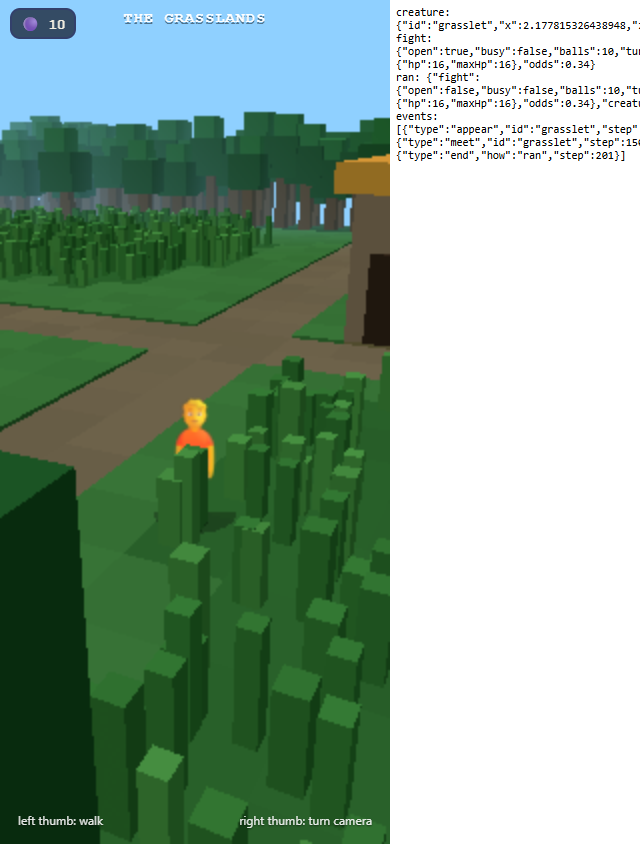 10
THE GRASSLANDS
left thumb: walk
right thumb: turn camera
creature:
{"id":"grasslet","x":2.177815326438948,"
fight:
{"open":true,"busy":false,"balls":10,"tur
{"hp":16,"maxHp":16},"odds":0.34}
ran: {"fight":
{"open":false,"busy":false,"balls":10,"tu
{"hp":16,"maxHp":16},"odds":0.34},"creatu
events:
[{"type":"appear","id":"grasslet","step"
{"type":"meet","id":"grasslet","step":150
{"type":"end","how":"ran","step":201}]